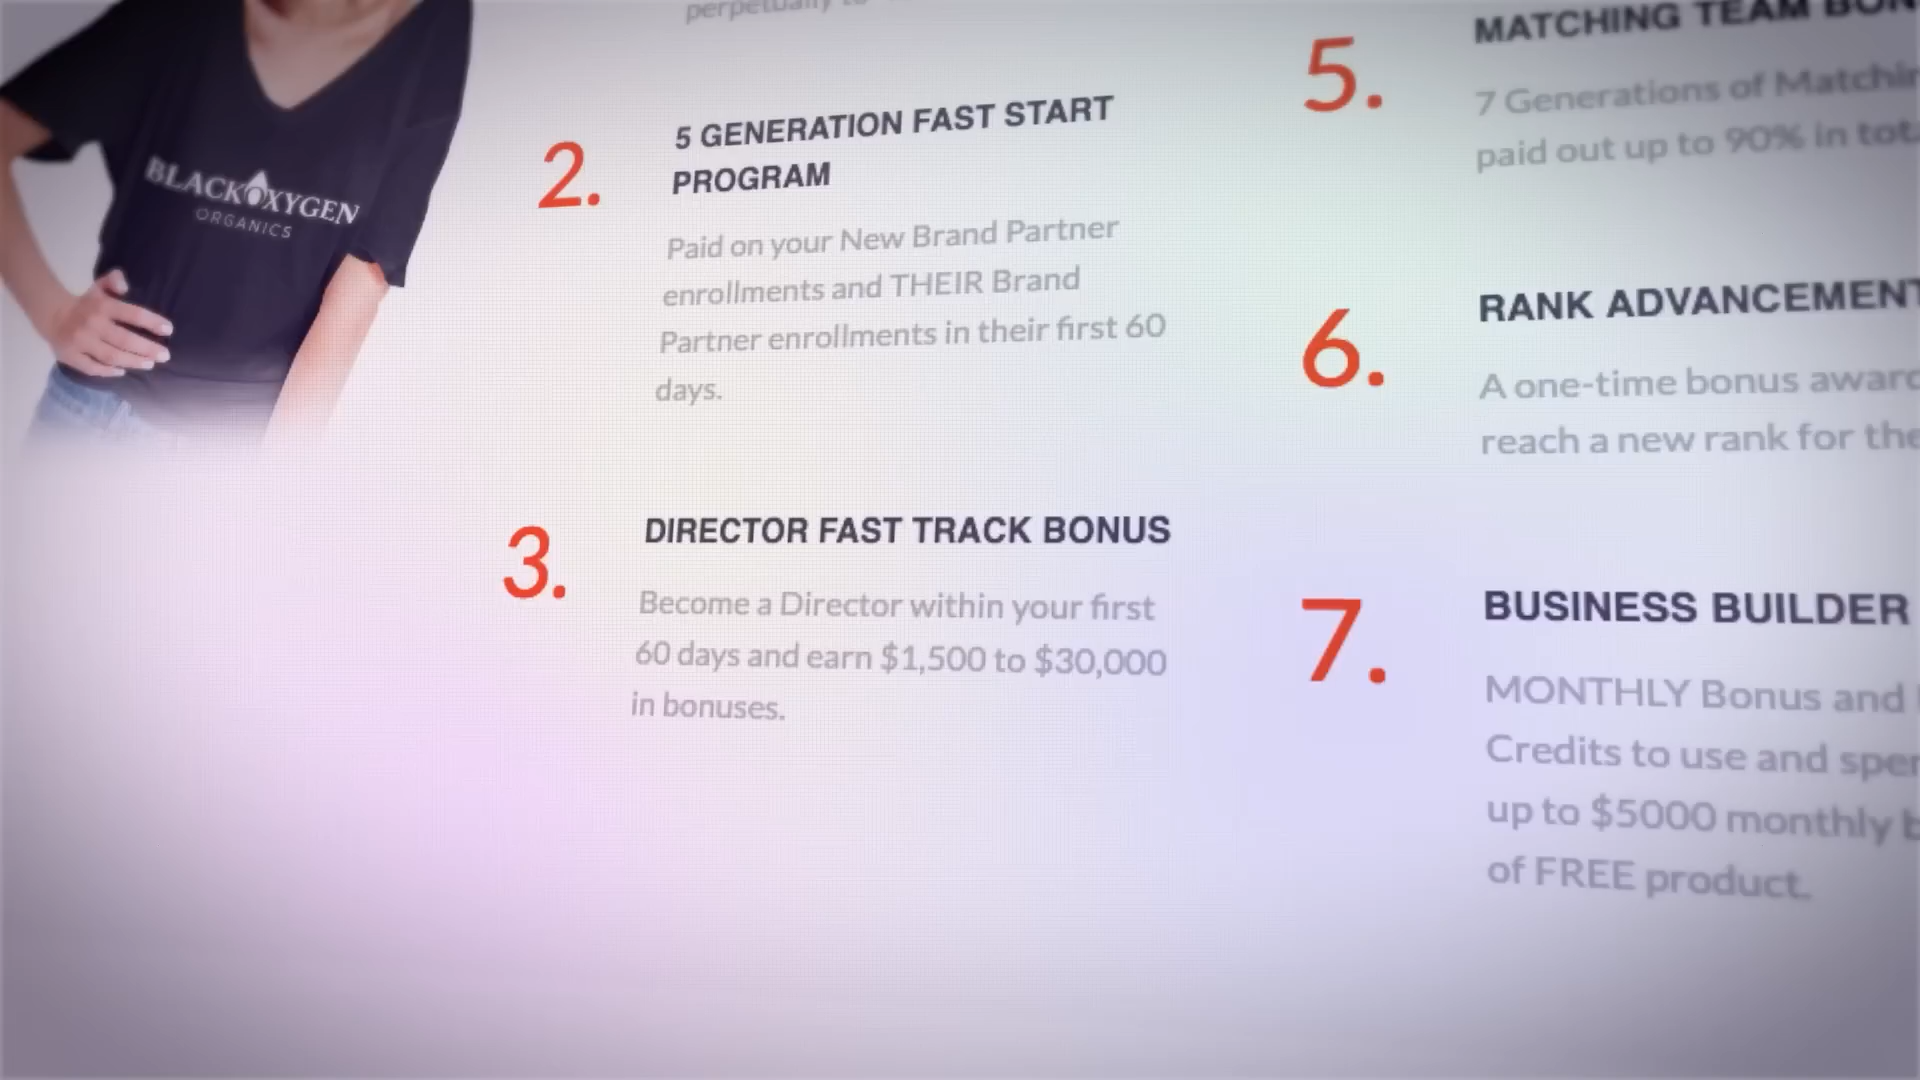 perpetually
BLACKOXYGEN
ORGANICS
2.
5 GENERATION FAST START
PROGRAM
Paid on your New Brand Partner
enrollments and THEIR Brand
Partner enrollments in their first 60
days.
3.
DIRECTOR FAST TRACK BONUS
Become a Director within your first
60 days and earn $1,500 to $30,000
in bonuses.
5.
MATCHING TEAM
7 Generations of
paid out up to 90% in
6.
RANK ADVANCEMENT
A one-time bonus
reach a new rank for
7.
BUSINESS BUILDER
MONTHLY Bonus and
Credits to use and
up to $5000 monthly
of FREE product.